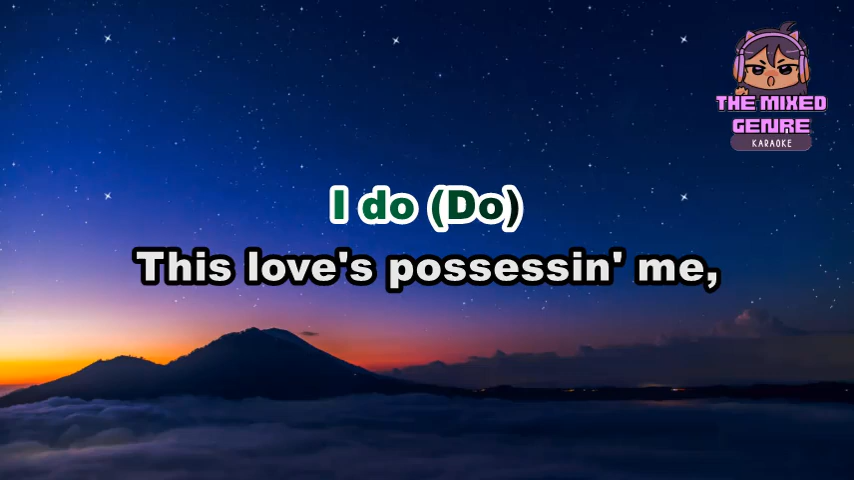 THE MIXED
GENRE
KARAOKE
I do (Do)
This love's possessin' me,